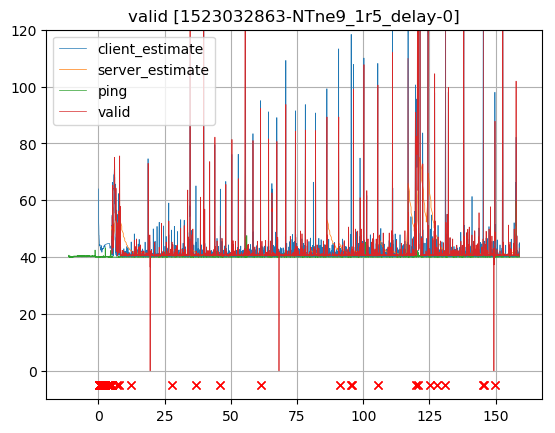 valid [1523032863-NTne9_1r5_delay-0]
120
100
80
60
40
20
0
client_estimate
server_estimate
ping
valid
0
25
50
75
100
125
150